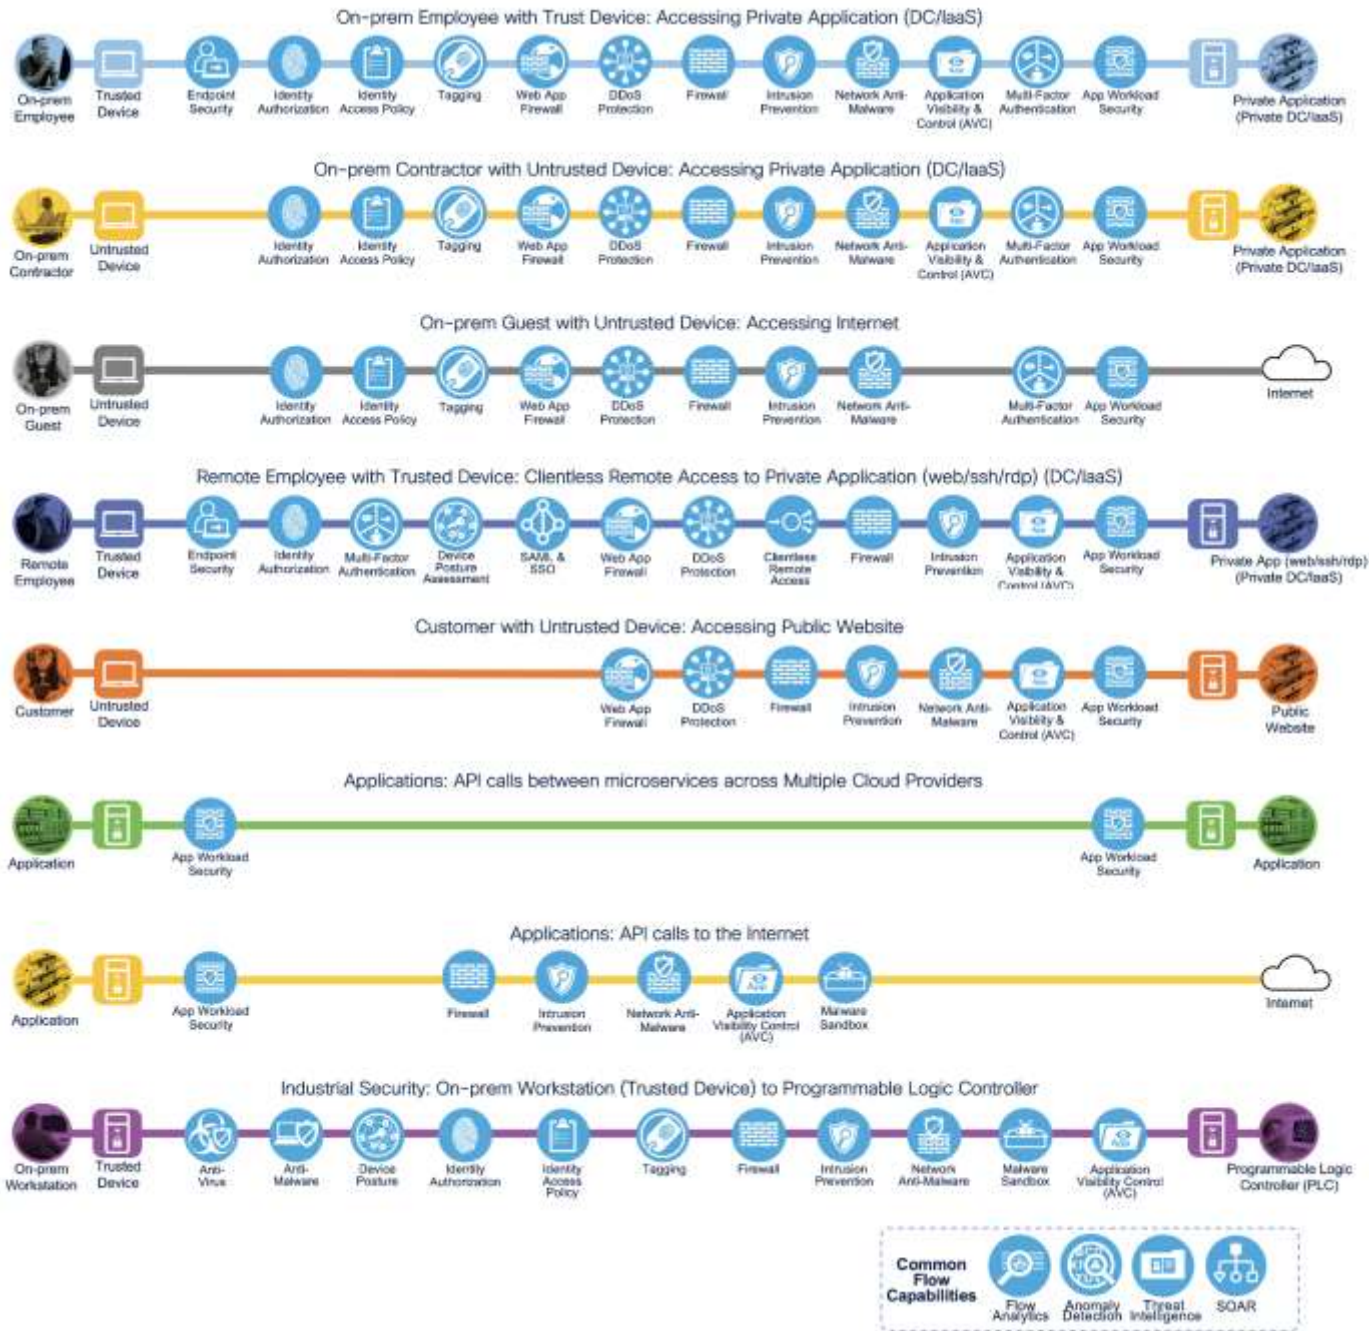 On-prem Employee with Trust Device: Accessing Private Application (DC/IaaS)
On-prem
Employee
Trusted
Device
Endpoint
Security
Identity
Authorization
Identity
Access Policy
Tagging
Web App
Firewall
DDoS
Protection
Firewall
Intrusion
Prevention
Network Anti-
Malware
Application
Visibility &
Control (AVC)
Multi-Factor
Authentication
App Workload
Security
Private Application
(Private DC/IaaS)
On-prem Contractor with Untrusted Device: Accessing Private Application (DC/IaaS)
On-prem
Contractor
Untrusted
Device
Identity
Authorization
Identity
Access Policy
Tagging
Web App
Firewall
DDoS
Protection
Firewall
Intrusion
Prevention
Network Anti-
Malware
Application
Visibility &
Control (AVC)
Multi-Factor
Authentication
App Workload
Security
Private Application
(Private DC/IaaS)
On-prem Guest with Untrusted Device: Accessing Internet
On-prem
Guest
Untrusted
Device
Identity
Authorization
Identity
Access Policy
Tagging
Web App
Firewall
DDoS
Protection
Firewall
Intrusion
Prevention
Network Anti-
Malware
Multi-Factor
Authentication
App Workload
Security
Internet
Remote Employee with Trusted Device: Clientless Remote Access to Private Application (web/ssh/rdp) (DC/IaaS)
Remote
Employee
Trusted
Device
Endpoint
Security
Identity
Authorization
Multi-Factor
Authentication
Device
Posture
Assessment
SAML &
SSO
Web App
Firewall
DDoS
Protection
Clientless
Remote
Access
Firewall
Intrusion
Prevention
Application
Visibility &
Control (AVC)
App Workload
Security
Private App (web/ssh/rdp)
(Private DC/IaaS)
Customer with Untrusted Device: Accessing Public Website
Customer
Untrusted
Device
Web App
Firewall
DDoS
Protection
Firewall
Intrusion
Prevention
Network Anti-
Malware
Application
Visibility &
Control (AVC)
App Workload
Security
Public
Website
Applications: API calls between microservices across Multiple Cloud Providers
Application
App Workload
Security
App Workload
Security
Application
Applications: API calls to the Internet
Application
App Workload
Security
Firewall
Intrusion
Prevention
Network Anti-
Malware
Application
Visibility Control
(AVC)
Malware
Sandbox
Internet
Industrial Security: On-prem Workstation (Trusted Device) to Programmable Logic Controller
On-prem
Workstation
Trusted
Device
Anti-
Virus
Anti-
Malware
Device
Posture
Identity
Authorization
Identity
Access
Policy
Tagging
Firewall
Intrusion
Prevention
Network
Anti-Malware
Malware
Sandbox
Application
Visibility Control
(AVC)
Programmable Logic
Controller (PLC)
Common
Flow
Capabilities
Flow
Analytics
Anomaly
Detection
Threat
Intelligence
SOAR